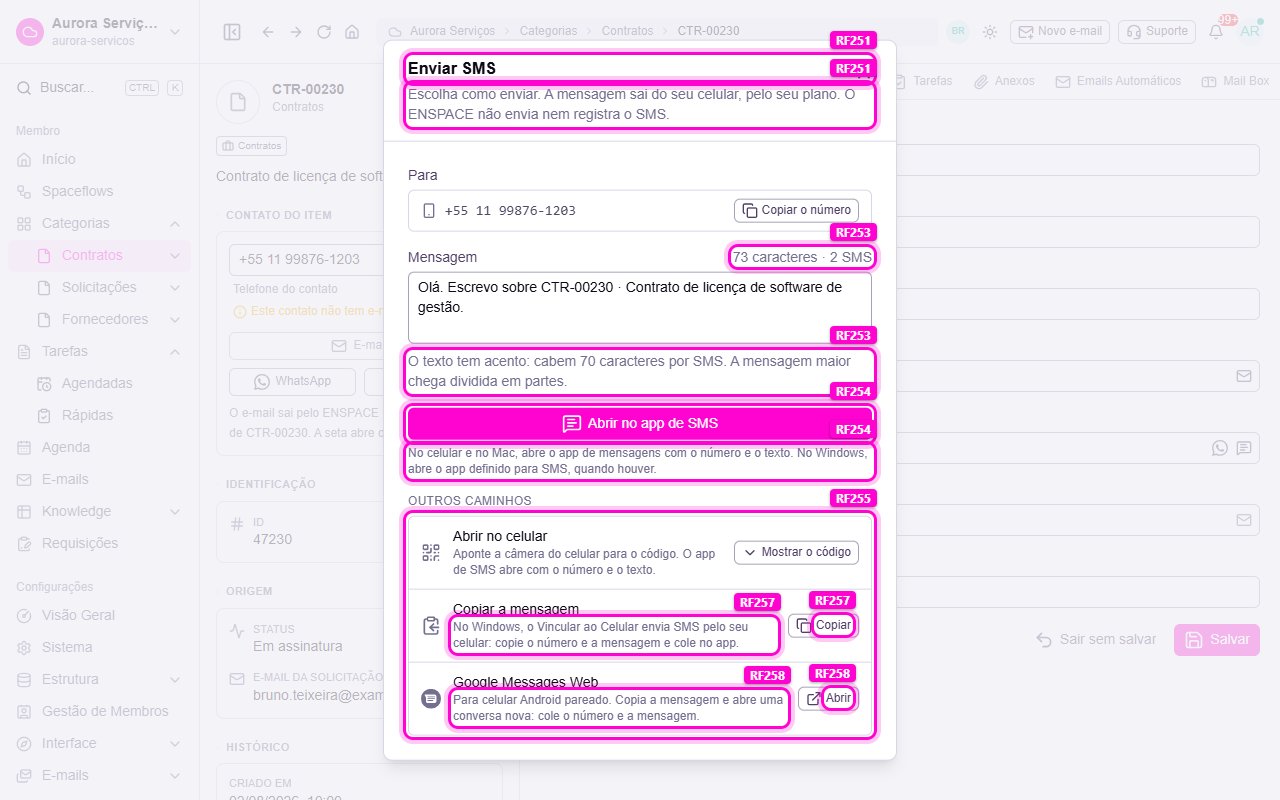 Aurora Serviç...
aurora-servicos
Aurora Serviços
Categorias
Contratos
CTR-00230
BR
Novo e-mail
Suporte
99+
AR
Buscar...
CTRL
K
Membro
Início
Spaceflows
Categorias
Contratos
Solicitações
Fornecedores
Tarefas
Agendadas
Rápidas
Agenda
E-mails
Knowledge
Requisições
Configurações
Visão Geral
Sistema
Estrutura
Gestão de Membros
Interface
E-mails
CTR-00230
Contratos
Contratos
Contrato de licença de soft
CONTATO DO ITEM
+55 11 99876-1203
Telefone do contato
Este contato não tem e-m
E-ma
WhatsApp
O e-mail sai pelo ENSPACE
de CTR-00230. A seta abre o
IDENTIFICAÇÃO
ID
47230
ORIGEM
STATUS
Em assinatura
E-MAIL DA SOLICITAÇÃO
bruno.teixeira@exam
HISTÓRICO
CRIADO EM
Tarefas
Anexos
Emails Automáticos
Mail Box
Sair sem salvar
Salvar
RF251
Enviar SMS
RF251
Escolha como enviar. A mensagem sai do seu celular, pelo seu plano. O
ENSPACE não envia nem registra o SMS.
Para
+55 11 99876-1203
Copiar o número
RF253
Mensagem
73 caracteres · 2 SMS
Olá. Escrevo sobre CTR-00230 · Contrato de licença de software de
gestão.
RF253
O texto tem acento: cabem 70 caracteres por SMS. A mensagem maior
chega dividida em partes.
RF254
Abrir no app de SMS
RF254
No celular e no Mac, abre o app de mensagens com o número e o texto. No Windows,
abre o app definido para SMS, quando houver.
OUTROS CAMINHOS
RF255
Abrir no celular
Aponte a câmera do celular para o código. O app
de SMS abre com o número e o texto.
Mostrar o código
Copiar a mensagem
RF257
RF257
No Windows, o Vincular ao Celular envia SMS pelo seu
celular: copie o número e a mensagem e cole no app.
Copiar
Google Messages Web
RF258
RF258
Para celular Android pareado. Copia a mensagem e abre uma
conversa nova: cole o número e a mensagem.
Abrir